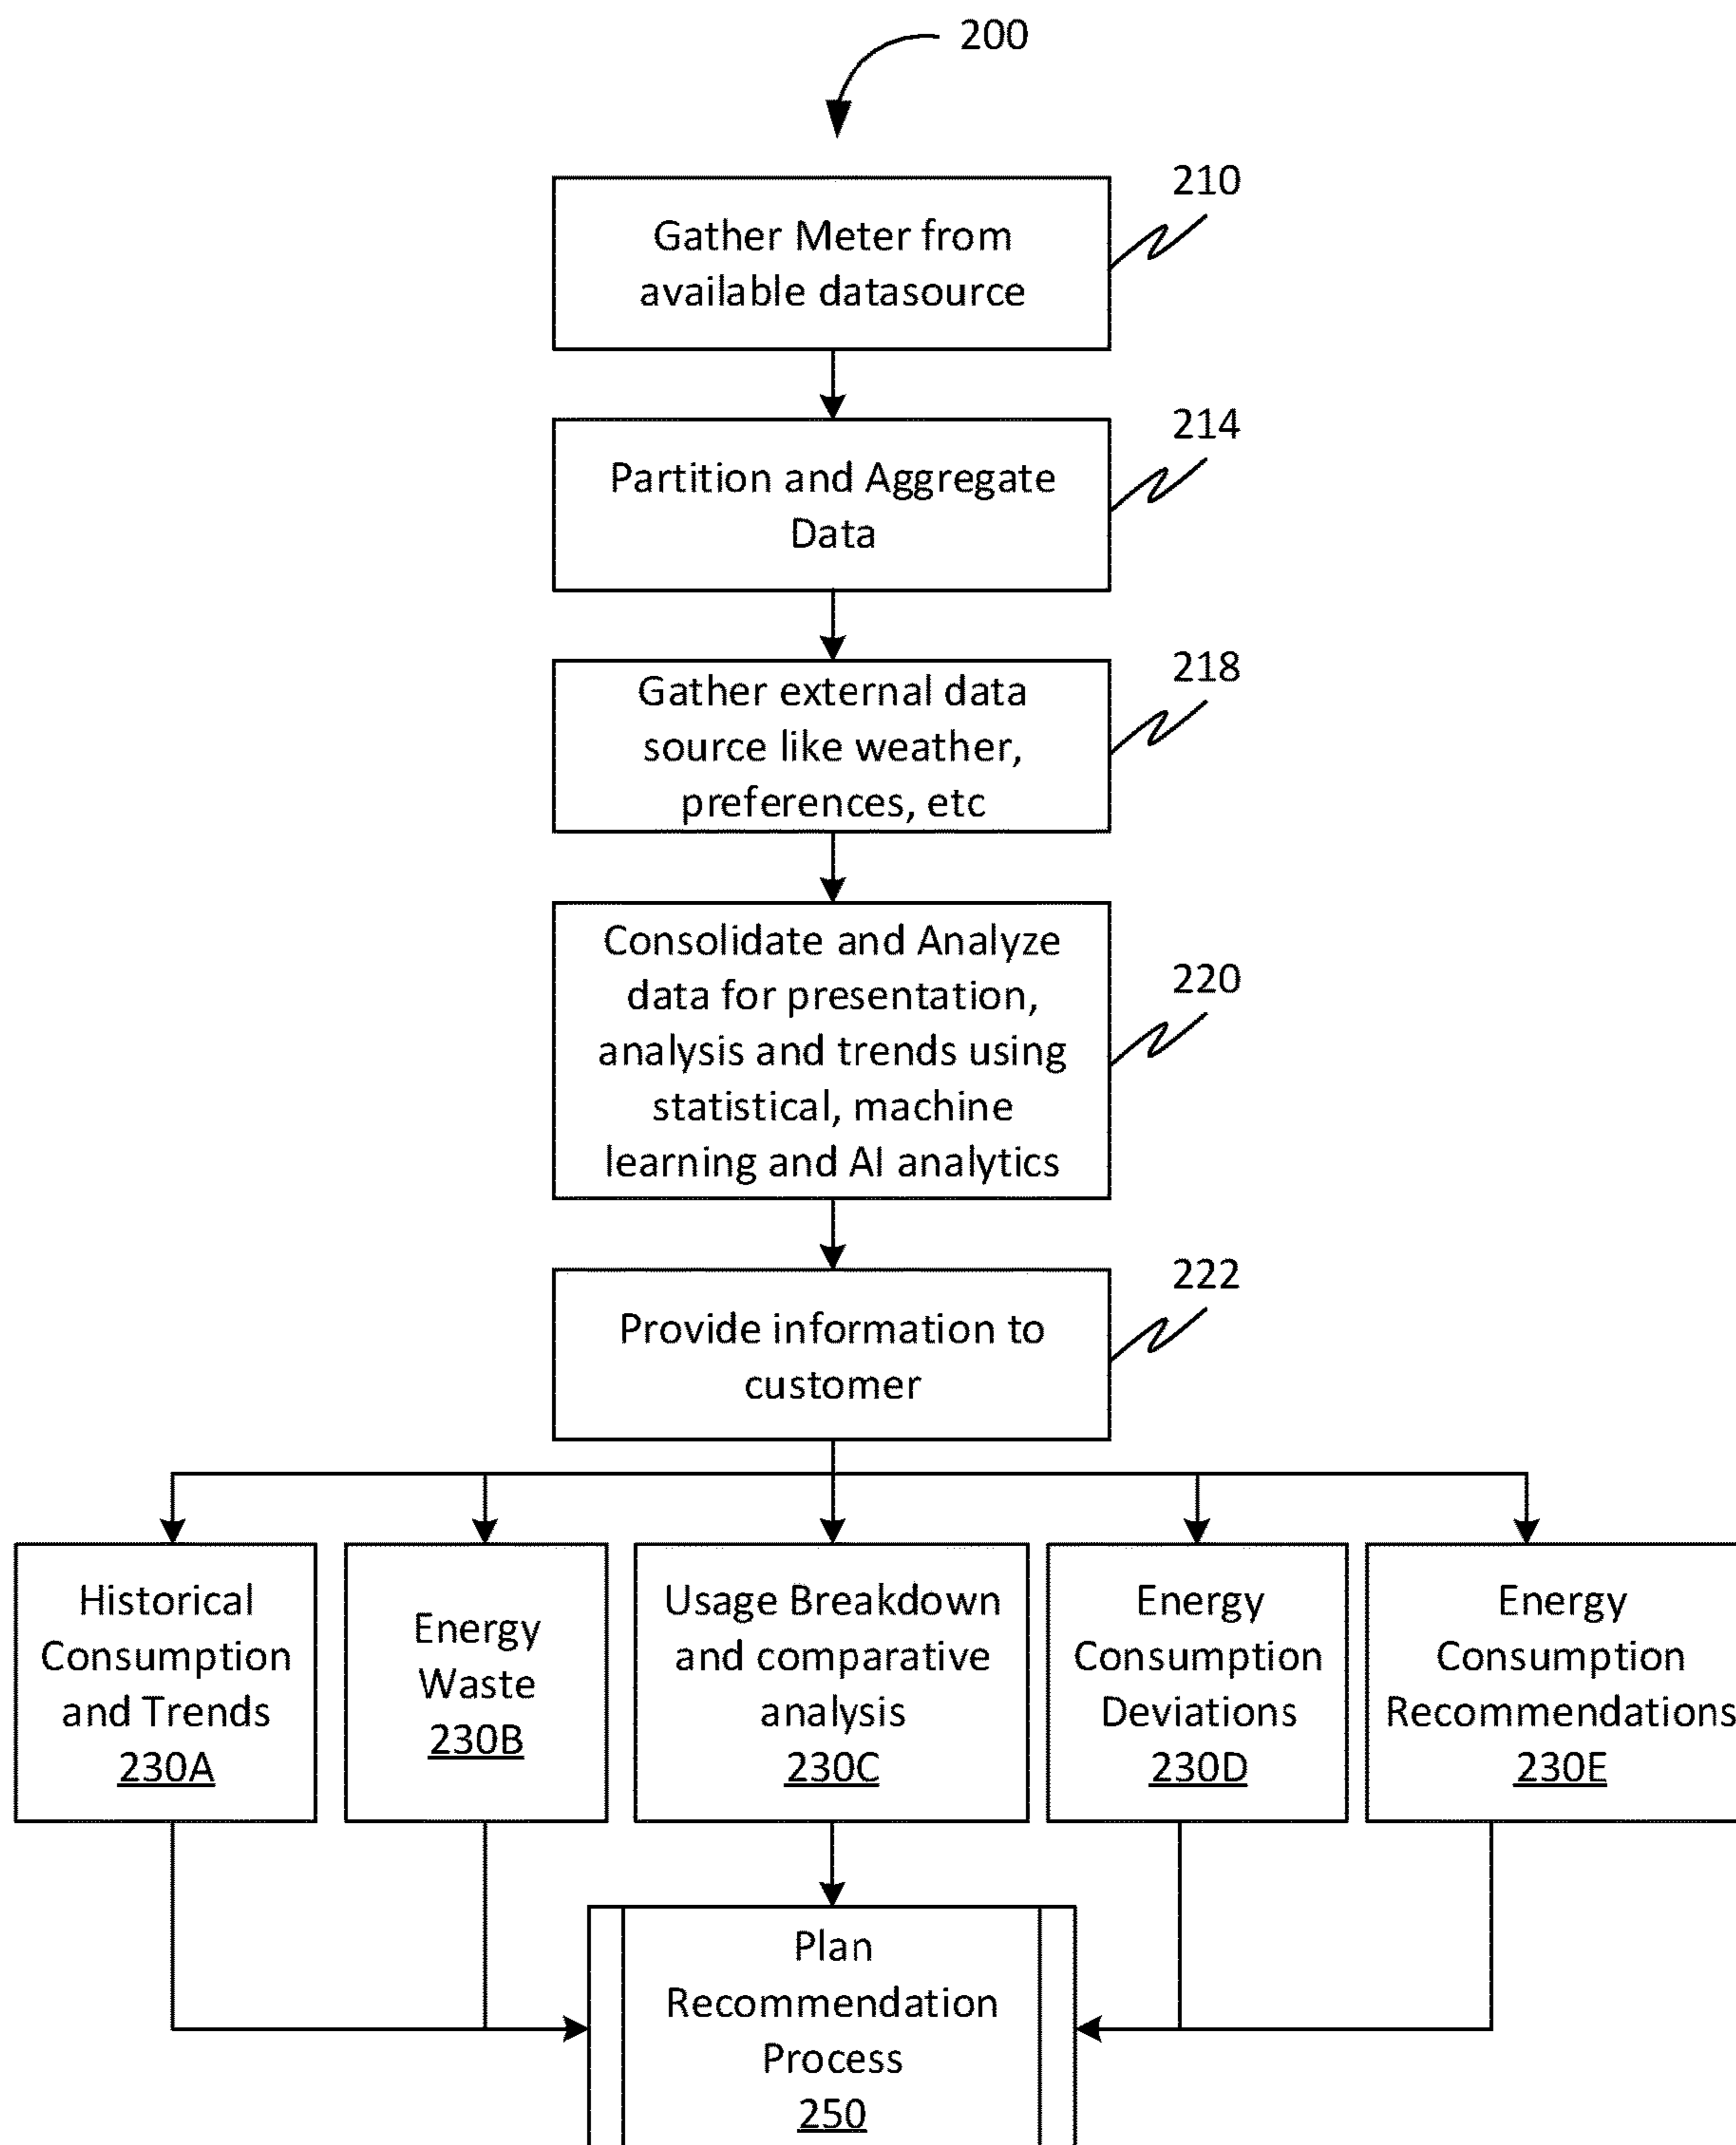 200
210
Gather Meter from
available datasource
214
Partition and Aggregate
Data
218
Gather external data
source like weather,
preferences, etc
220
Consolidate and Analyze
data for presentation,
analysis and trends using
statistical, machine
learning and AI analytics
222
Provide information to
customer
Historical
Consumption
and Trends
230A
Energy
Waste
230B
Usage Breakdown
and comparative
analysis
230C
Energy
Consumption
Deviations
230D
Energy
Consumption
Recommendations
230E
Plan
Recommendation
Process
250